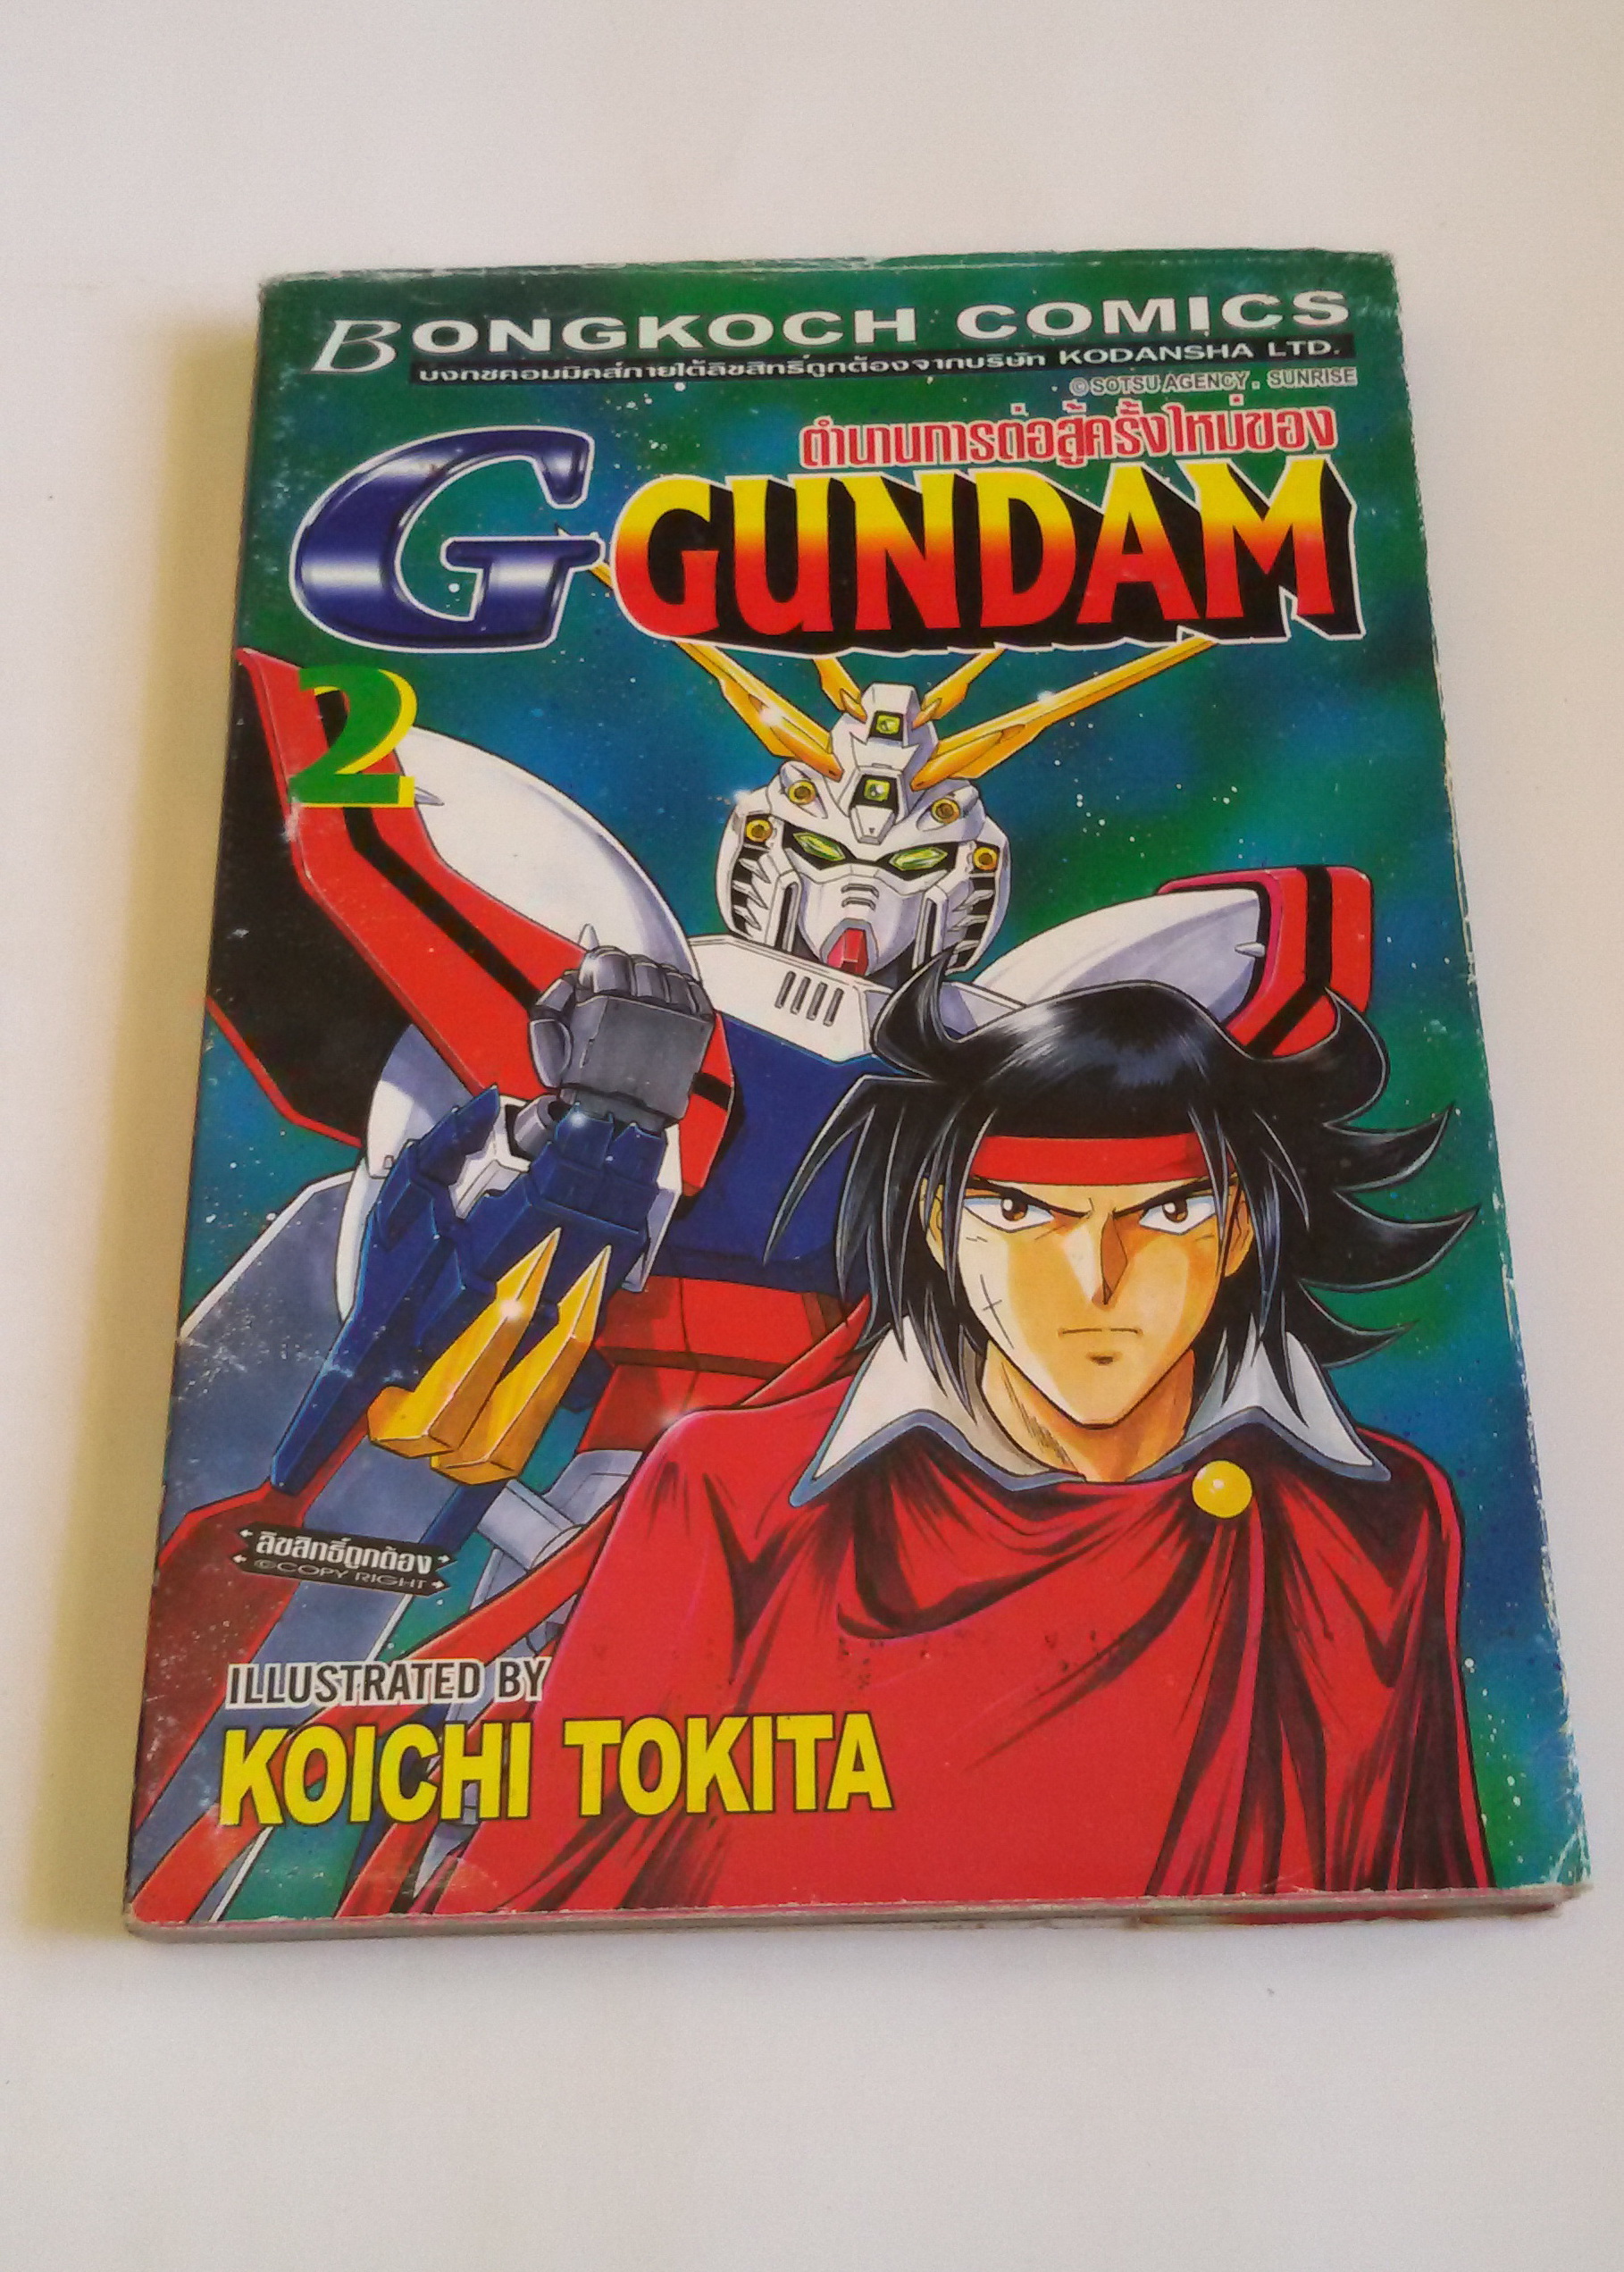 BONGKOCH COMICS
บงกชคอมมิคส์ภายใต้ลิขสิทธิ์ถูกต้องจากบริษัท KODANSHA LTD.
© SOTSU AGENCY. SUNRISE
ตำนานการต่อสู้ครั้งใหม่ของ
G GUNDAM
2
ลิขสิทธิ์ถูกต้อง
©COPY RIGHT
ILLUSTRATED BY
KOICHI TOKITA